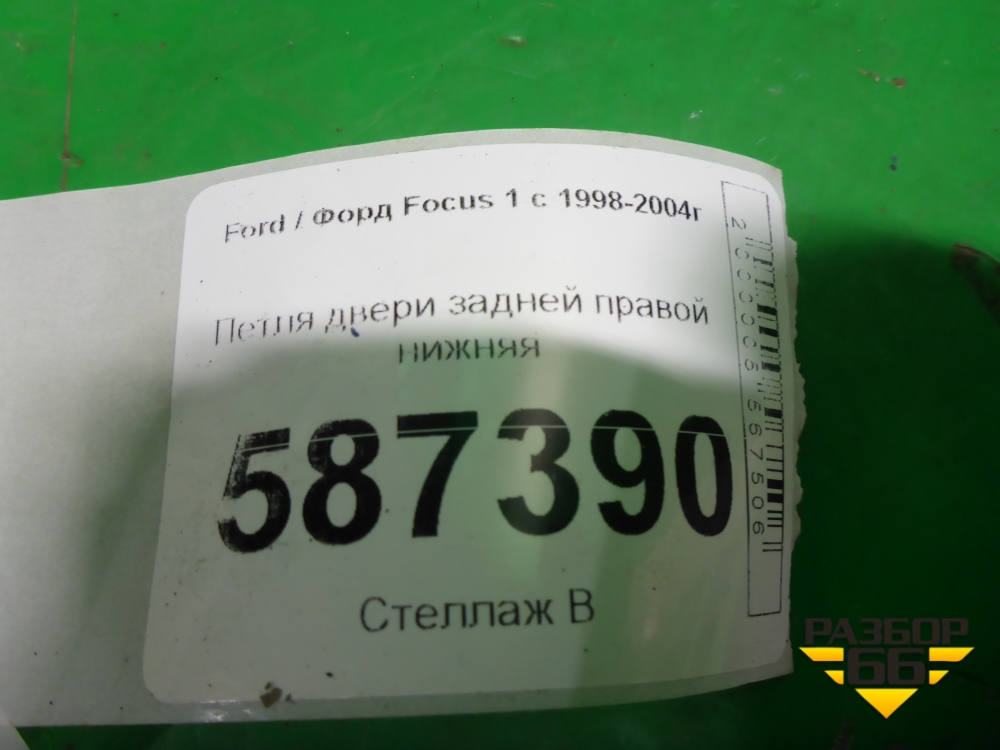 Ford / Форд Focus 1 с 1998-2004г
Петля двери задней правой
нижняя
587390
Стеллаж В
2000005667506
РАЗБОР
66